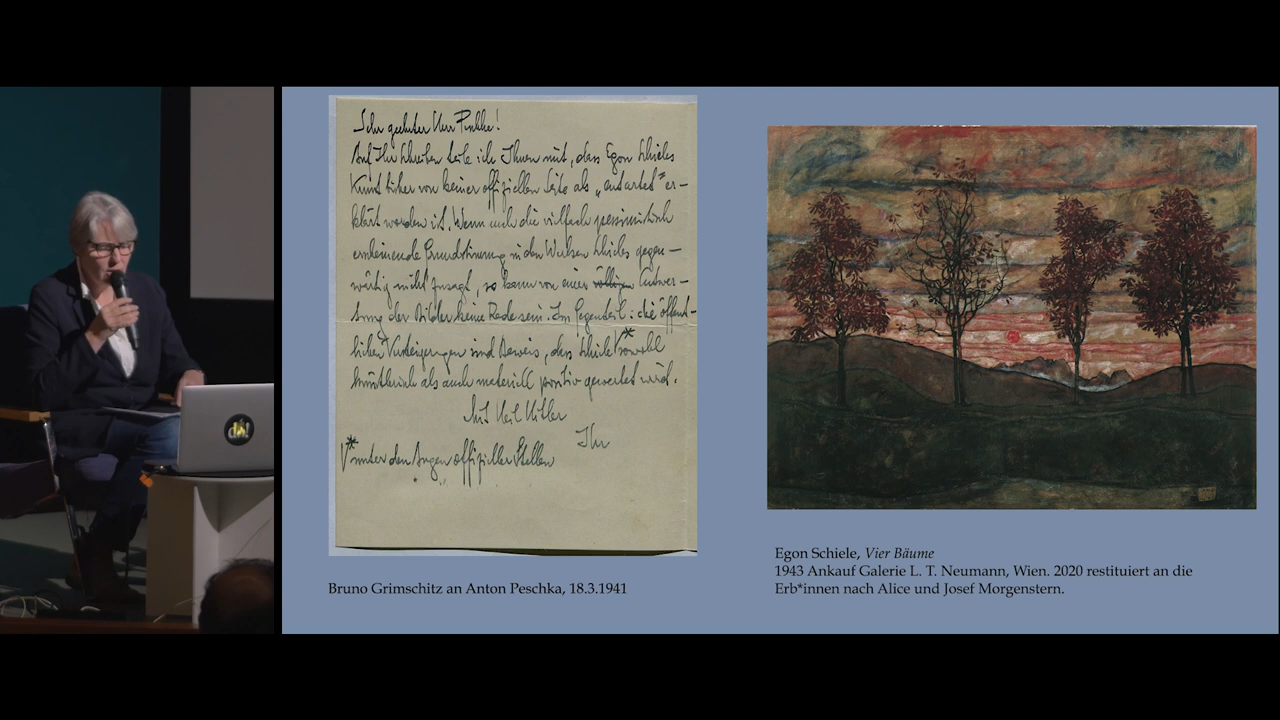 Sehr geehrter Herr Peschka!
Auf Ihr Schreiben teile ich Ihnen mit, dass Egon Schieles
Kunst bisher von keiner offiziellen Seite als „entartet" er-
klärt worden ist. Wenn auch die vielfach pessimistisch
erscheinende Grundstimmung in den Werken Schieles gegen-
wärtig nicht zusagt, so kann von einer völligen Entwer-
tung der Bilder keine Rede sein. Im Gegenteil: die öffent-
lichen Versteigerungen sind Beweis, dass Schiele * sowohl
künstlerisch als auch materiell positiv gewertet wird.
Mit Heil Hitler
Ihr
* unter den Augen offizieller Stellen
Bruno Grimschitz an Anton Peschka, 18.3.1941
Egon Schiele, Vier Bäume
1943 Ankauf Galerie L. T. Neumann, Wien. 2020 restituiert an die
Erb*innen nach Alice und Josef Morgenstern.
dö!